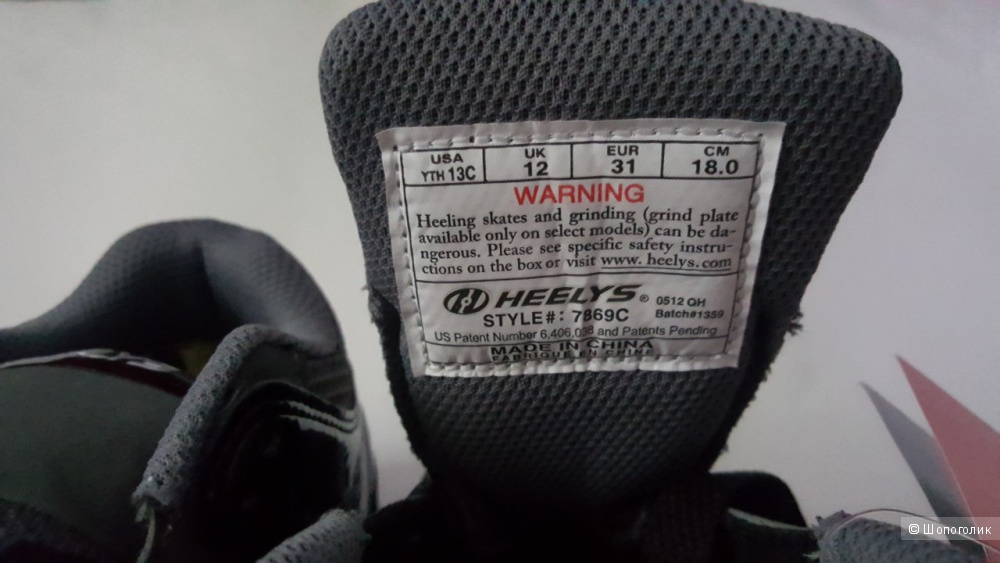 USA UK EUR CM
YTH 13C 12 31 18.0
WARNING
Heeling skates and grinding (grind plate
available only on select models) can be da-
ngerous. Please see specific safety instru-
ctions on the box or visit www. heelys.com
HEELYS® 0512 QH
STYLE#: 7869C Batch#1359
US Patent Number 6,406,038 and Patents Pending
MADE IN CHINA
FABRIQUE EN CHINE
© Шопоголик